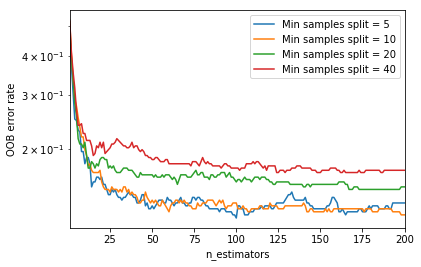 Min samples split = 5
Min samples split = 10
Min samples split = 20
Min samples split = 40
4 × 10⁻¹
3 × 10⁻¹
2 × 10⁻¹
OOB error rate
25 50 75 100 125 150 175 200
n_estimators